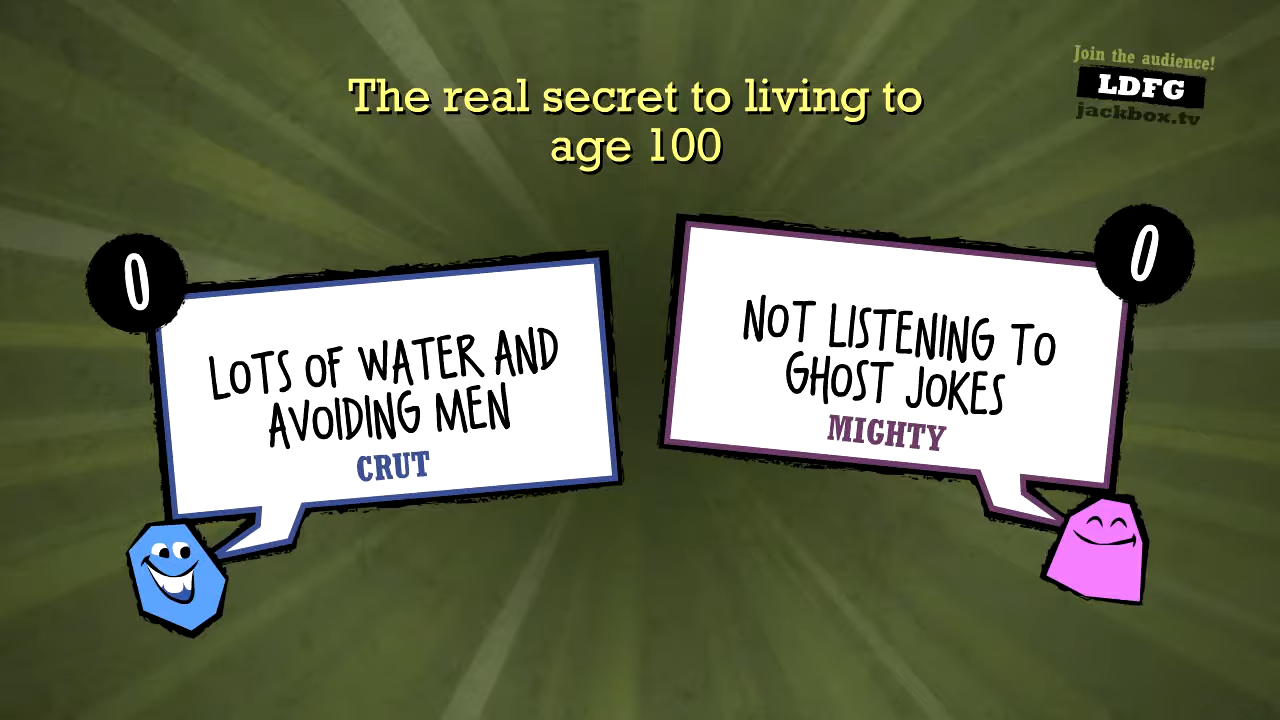 Join the audience!
LDFG
jackbox.tv
The real secret to living to
age 100
0
LOTS OF WATER AND
AVOIDING MEN
CRUT
0
NOT LISTENING TO
GHOST JOKES
MIGHTY